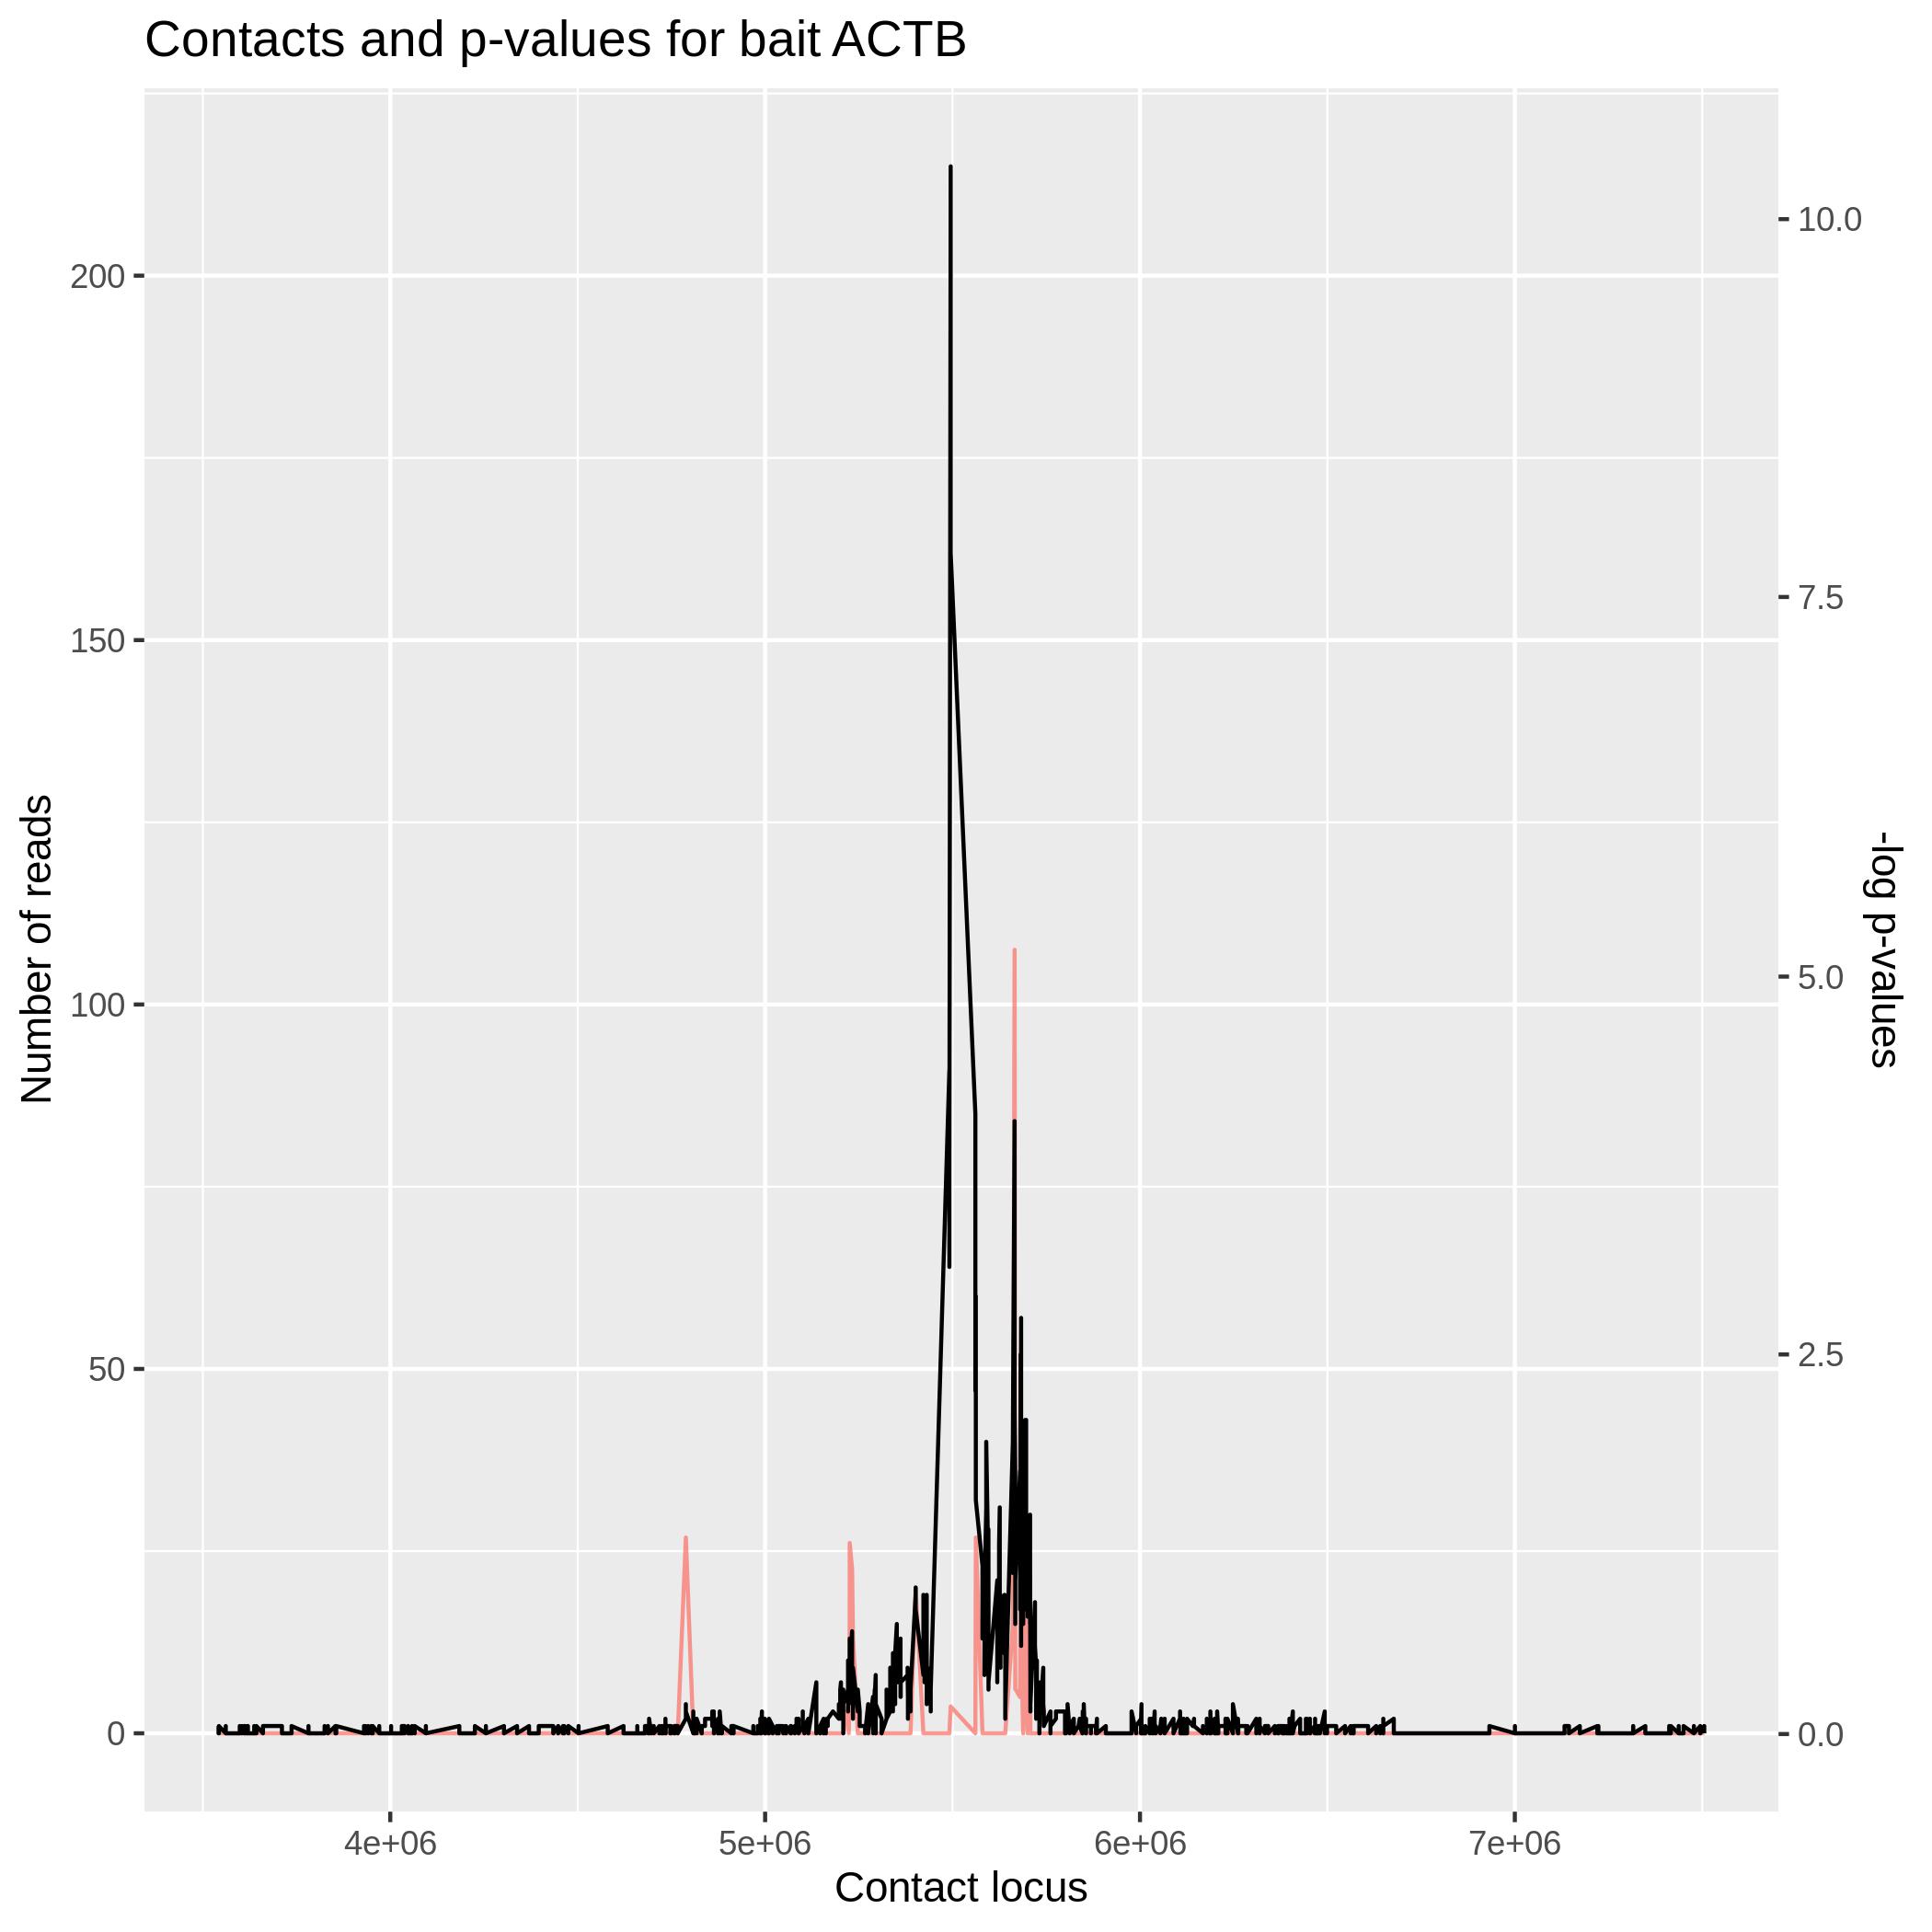 Contacts and p-values for bait ACTB
Number of reads
200
150
100
50
0
10.0
7.5
5.0
2.5
0.0
-log p-values
4e+06
5e+06
6e+06
7e+06
Contact locus